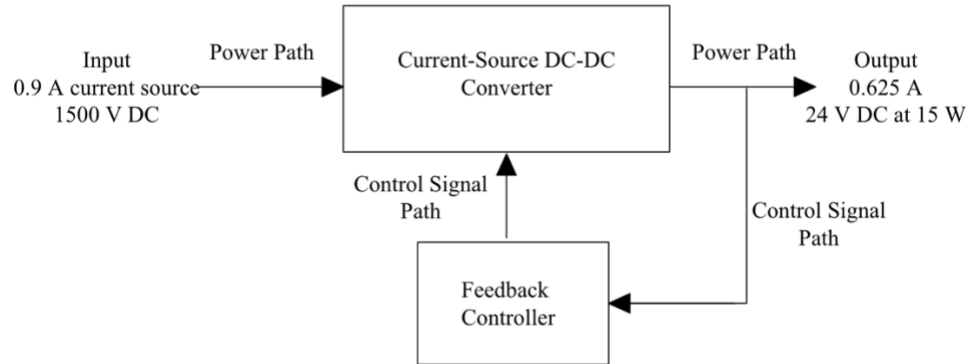 Input
0.9 A current source
1500 V DC
Power Path
Current-Source DC-DC
Converter
Power Path
Output
0.625 A
24 V DC at 15 W
Control Signal
Path
Control Signal
Path
Feedback
Controller